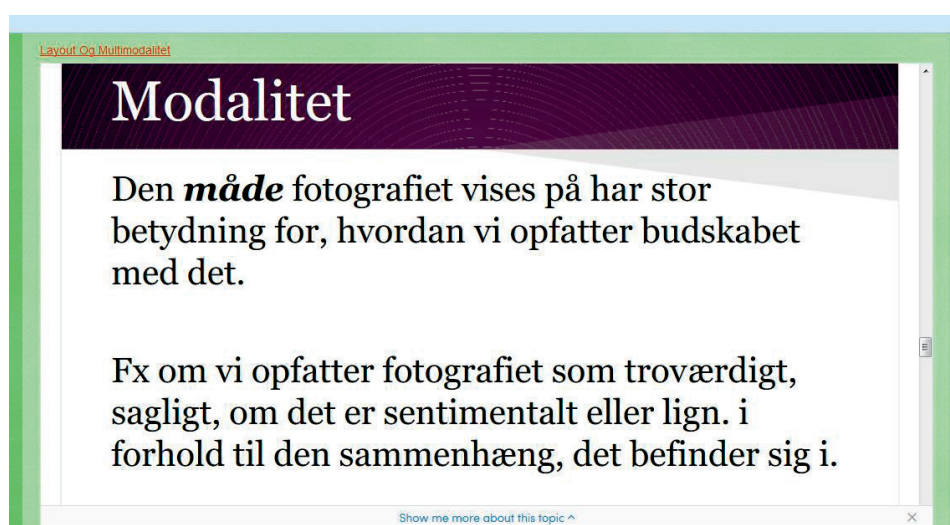 Layout Og Multimodalitet
Modalitet
Den måde fotografiet vises på har stor
betydning for, hvordan vi opfatter budskabet
med det.
Fx om vi opfatter fotografiet som troværdigt,
sagligt, om det er sentimentalt eller lign. i
forhold til den sammenhæng, det befinder sig i.
Show me more about this topic ^